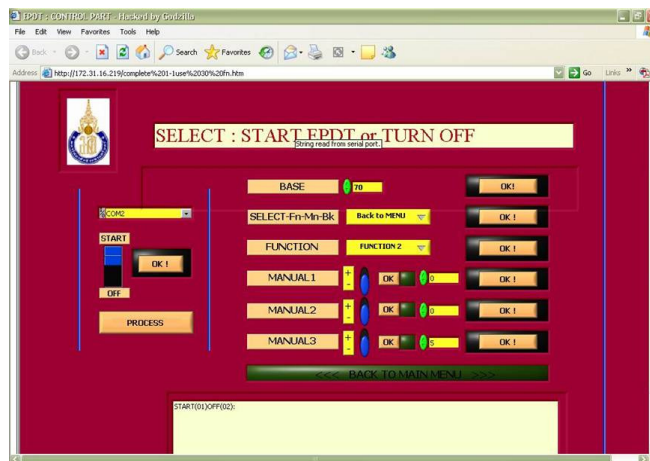 EPDT : CONTROL PART - Hacked by Godzilla
File Edit View Favorites Tools Help
Back Search Favorites
Address http://172.31.16.219/complete%201-1use%2030%20fn.htm Go Links »
SELECT : START EPDT or TURN OFF
String read from serial port.
BASE 70 OK!
COM2
SELECT-Fn-Mn-Bk Back to MENU OK !
START
OK !
OFF
FUNCTION FUNCTION 2 OK !
MANUAL1 + - OK 0 OK !
MANUAL2 + - OK 0 OK !
PROCESS
MANUAL3 + - OK 5 OK !
<<< BACK TO MAIN MENU >>>
START(01)OFF(02):